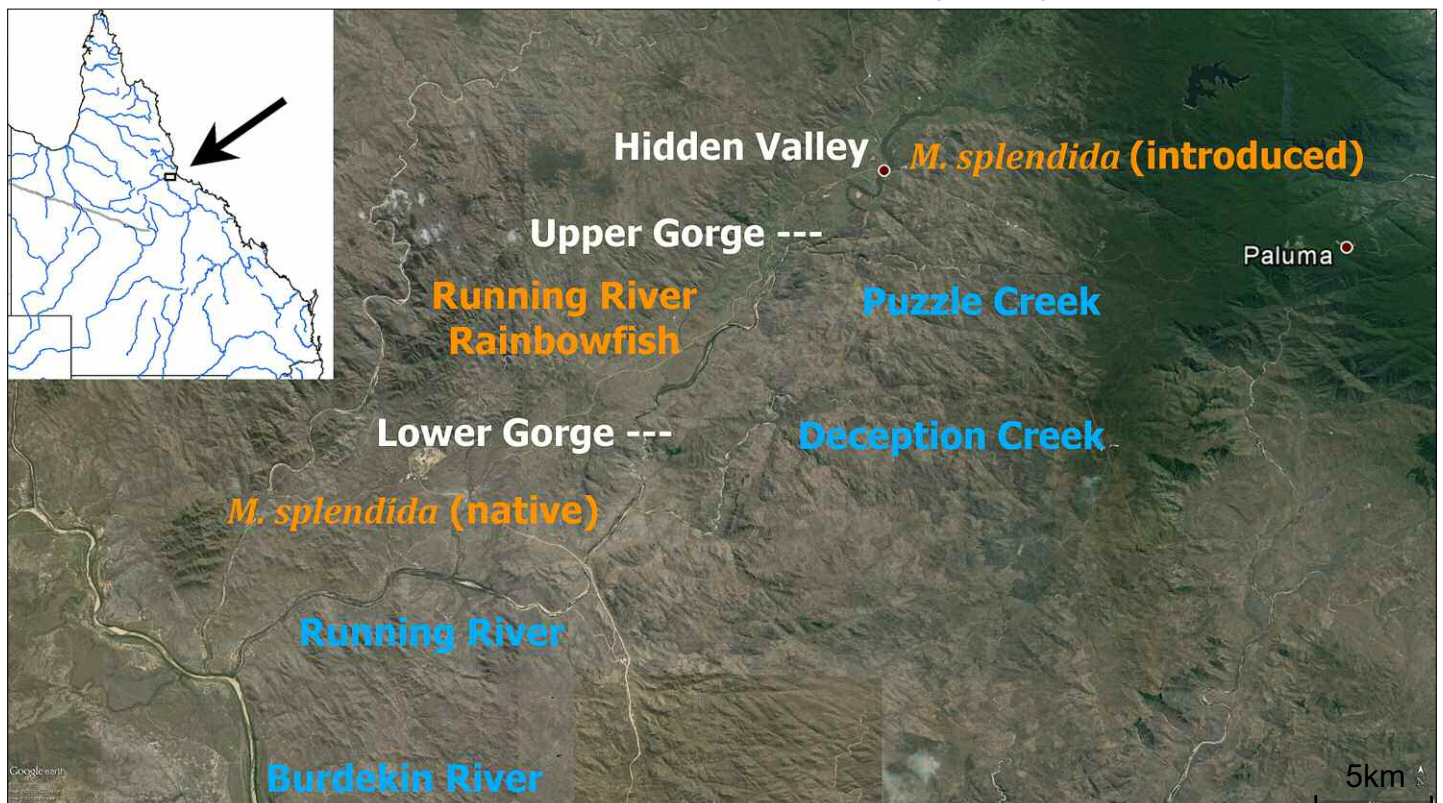 Hidden Valley
M. splendida (introduced)
Upper Gorge ---
Paluma
Running River
Rainbowfish
Puzzle Creek
Lower Gorge ---
Deception Creek
M. splendida (native)
Running River
Burdekin River
Google earth
5km